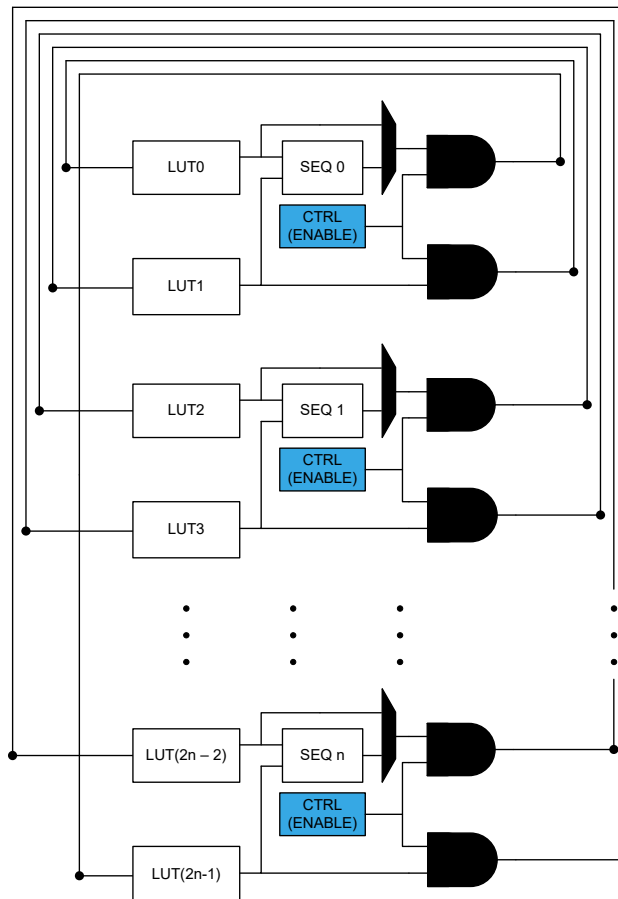 LUT0
SEQ 0
CTRL
(ENABLE)
LUT1
LUT2
SEQ 1
CTRL
(ENABLE)
LUT3
LUT(2n – 2)
SEQ n
CTRL
(ENABLE)
LUT(2n-1)